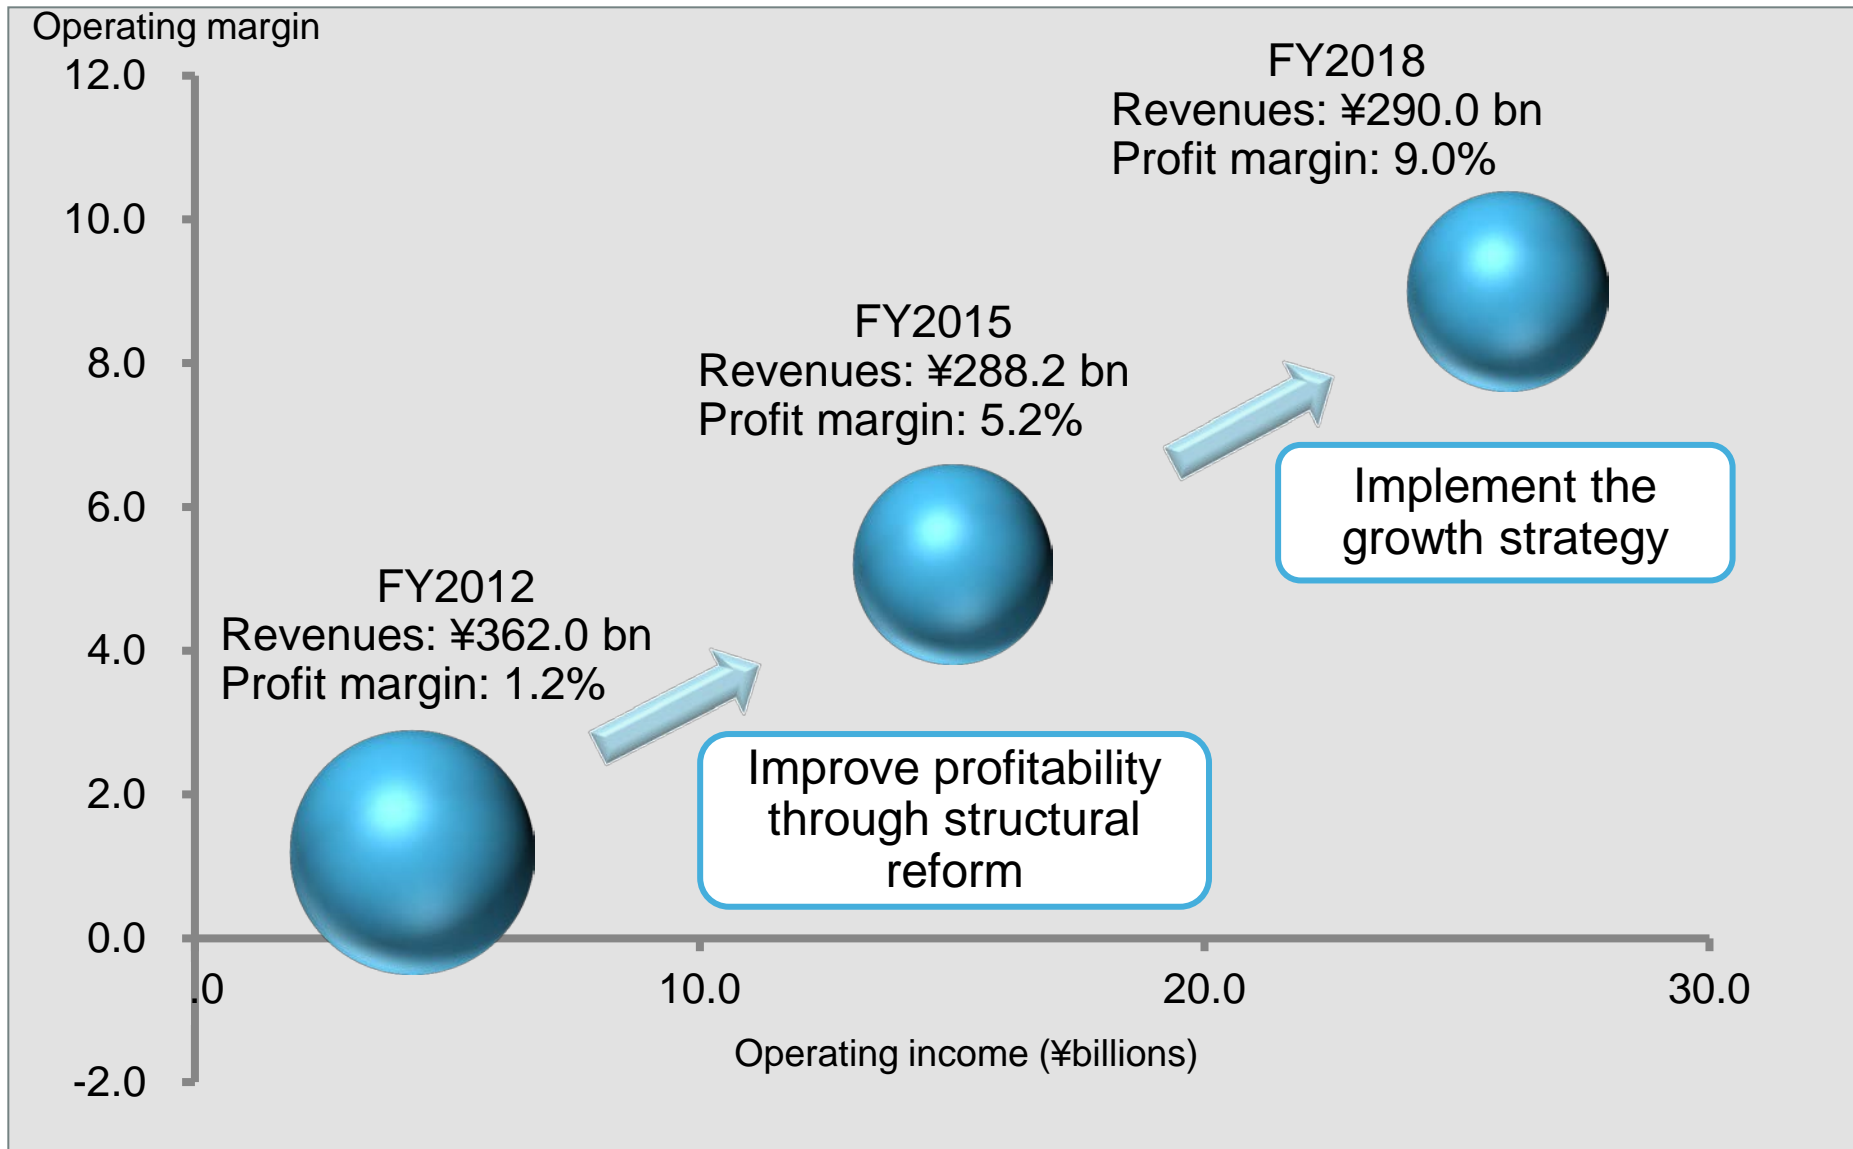 Operating margin
12.0
10.0
8.0
6.0
4.0
2.0
0.0
-2.0
FY2018
Revenues: ¥290.0 bn
Profit margin: 9.0%
FY2015
Revenues: ¥288.2 bn
Profit margin: 5.2%
Implement the
growth strategy
FY2012
Revenues: ¥362.0 bn
Profit margin: 1.2%
Improve profitability
through structural
reform
.0 10.0 20.0 30.0
Operating income (¥billions)